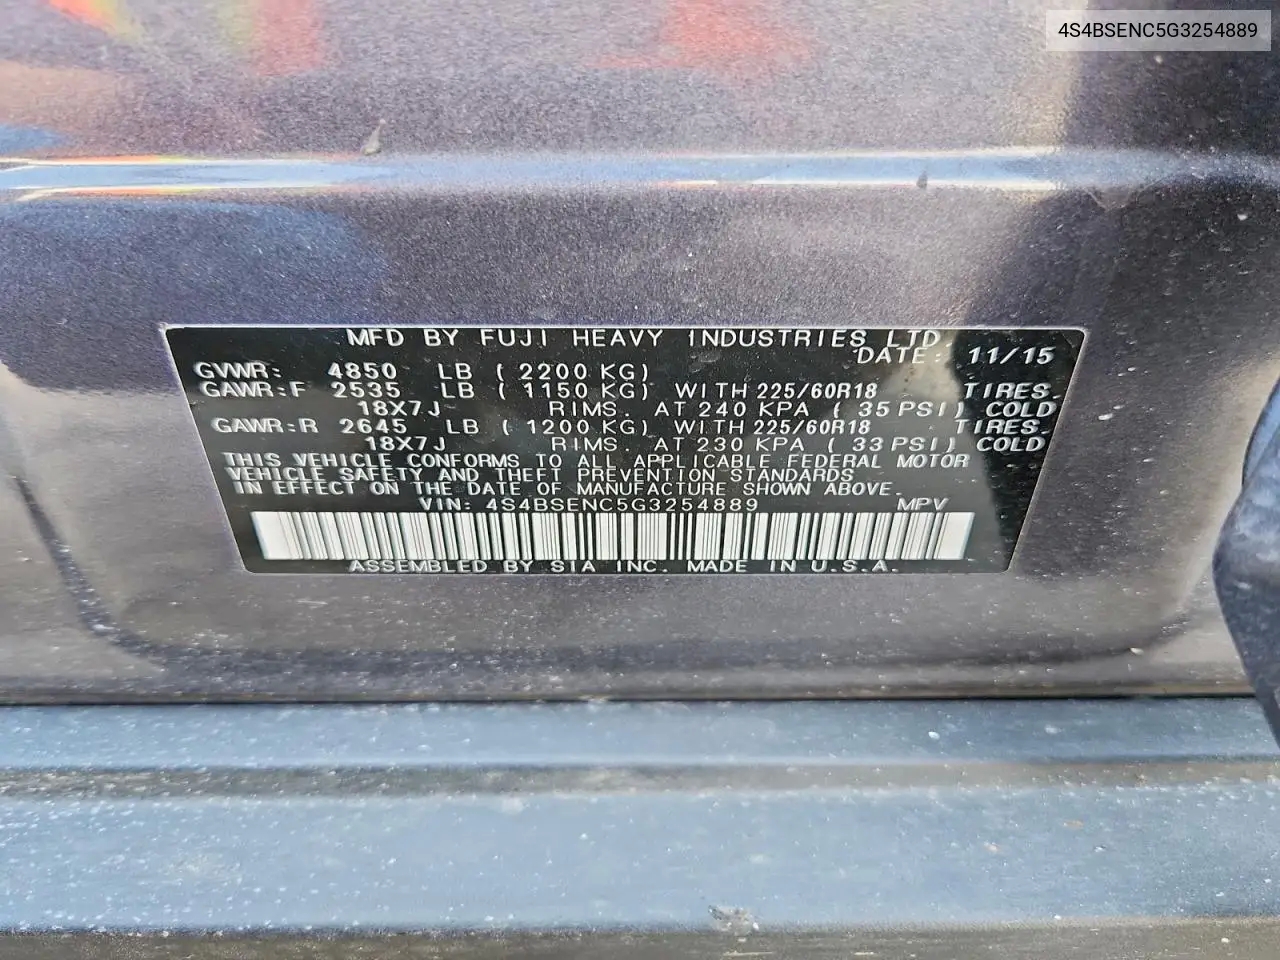 4S4BSENC5G3254889
MFD BY FUJI HEAVY INDUSTRIES LTD.
DATE: 11/15
GVWR: 4850 LB ( 2200 KG)
GAWR:F 2535 LB ( 1150 KG) WITH 225/60R18 TIRES.
18X7J RIMS. AT 240 KPA ( 35 PSI) COLD
GAWR:R 2645 LB ( 1200 KG) WITH 225/60R18 TIRES.
18X7J RIMS. AT 230 KPA ( 33 PSI) COLD
THIS VEHICLE CONFORMS TO ALL APPLICABLE FEDERAL MOTOR
VEHICLE SAFETY AND THEFT PREVENTION STANDARDS
IN EFFECT ON THE DATE OF MANUFACTURE SHOWN ABOVE.
VIN: 4S4BSENC5G3254889 MPV
ASSEMBLED BY SIA INC. MADE IN U.S.A.